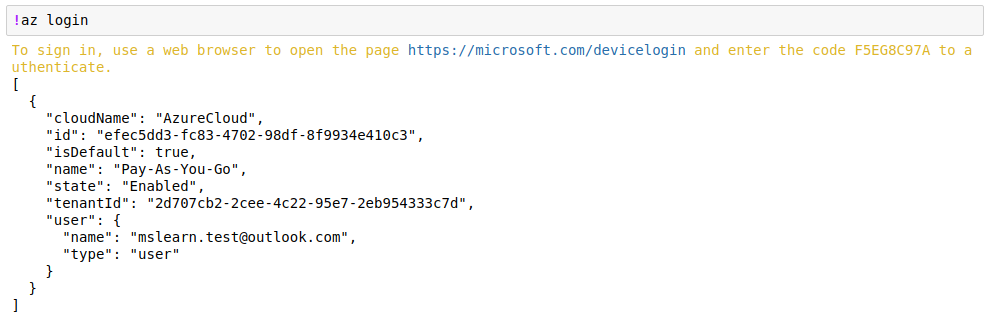 !az login
To sign in, use a web browser to open the page https://microsoft.com/devicelogin and enter the code F5EG8C97A to a
uthenticate.
[
  {
    "cloudName": "AzureCloud",
    "id": "efec5dd3-fc83-4702-98df-8f9934e410c3",
    "isDefault": true,
    "name": "Pay-As-You-Go",
    "state": "Enabled",
    "tenantId": "2d707cb2-2cee-4c22-95e7-2eb954333c7d",
    "user": {
      "name": "mslearn.test@outlook.com",
      "type": "user"
    }
  }
]